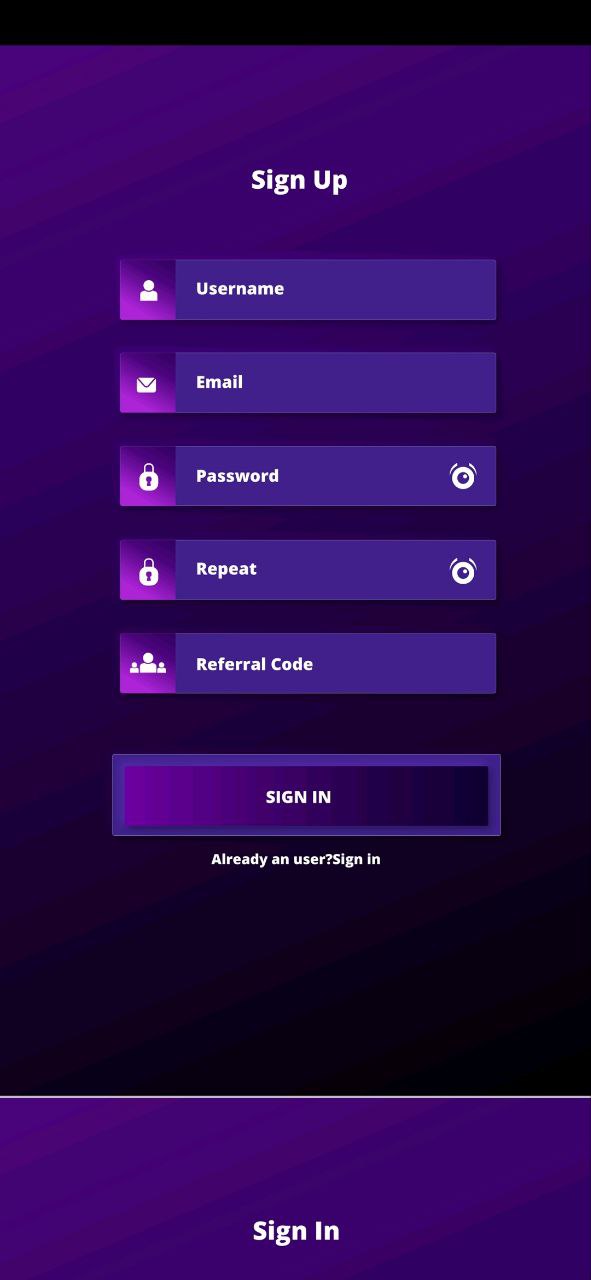 Sign Up
Username
Email
Password
Repeat
Referral Code
SIGN IN
Already an user?Sign in
Sign In